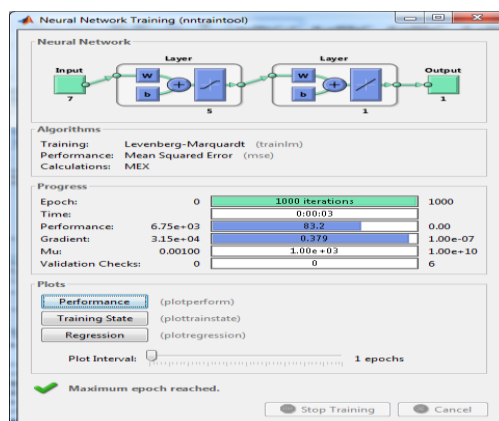 Neural Network Training (nntraintool)
Neural Network
Layer Layer
Input Output
W W
b b
7 5 1 1
Algorithms
Training: Levenberg-Marquardt (trainlm)
Performance: Mean Squared Error (mse)
Calculations: MEX
Progress
Epoch: 0 1000 iterations 1000
Time: 0:00:03
Performance: 6.75e+03 83.2 0.00
Gradient: 3.15e+04 0.379 1.00e-07
Mu: 0.00100 1.00e+03 1.00e+10
Validation Checks: 0 0 6
Plots
Performance (plotperform)
Training State (plottrainstate)
Regression (plotregression)
Plot Interval: 1 epochs
Maximum epoch reached.
Stop Training Cancel